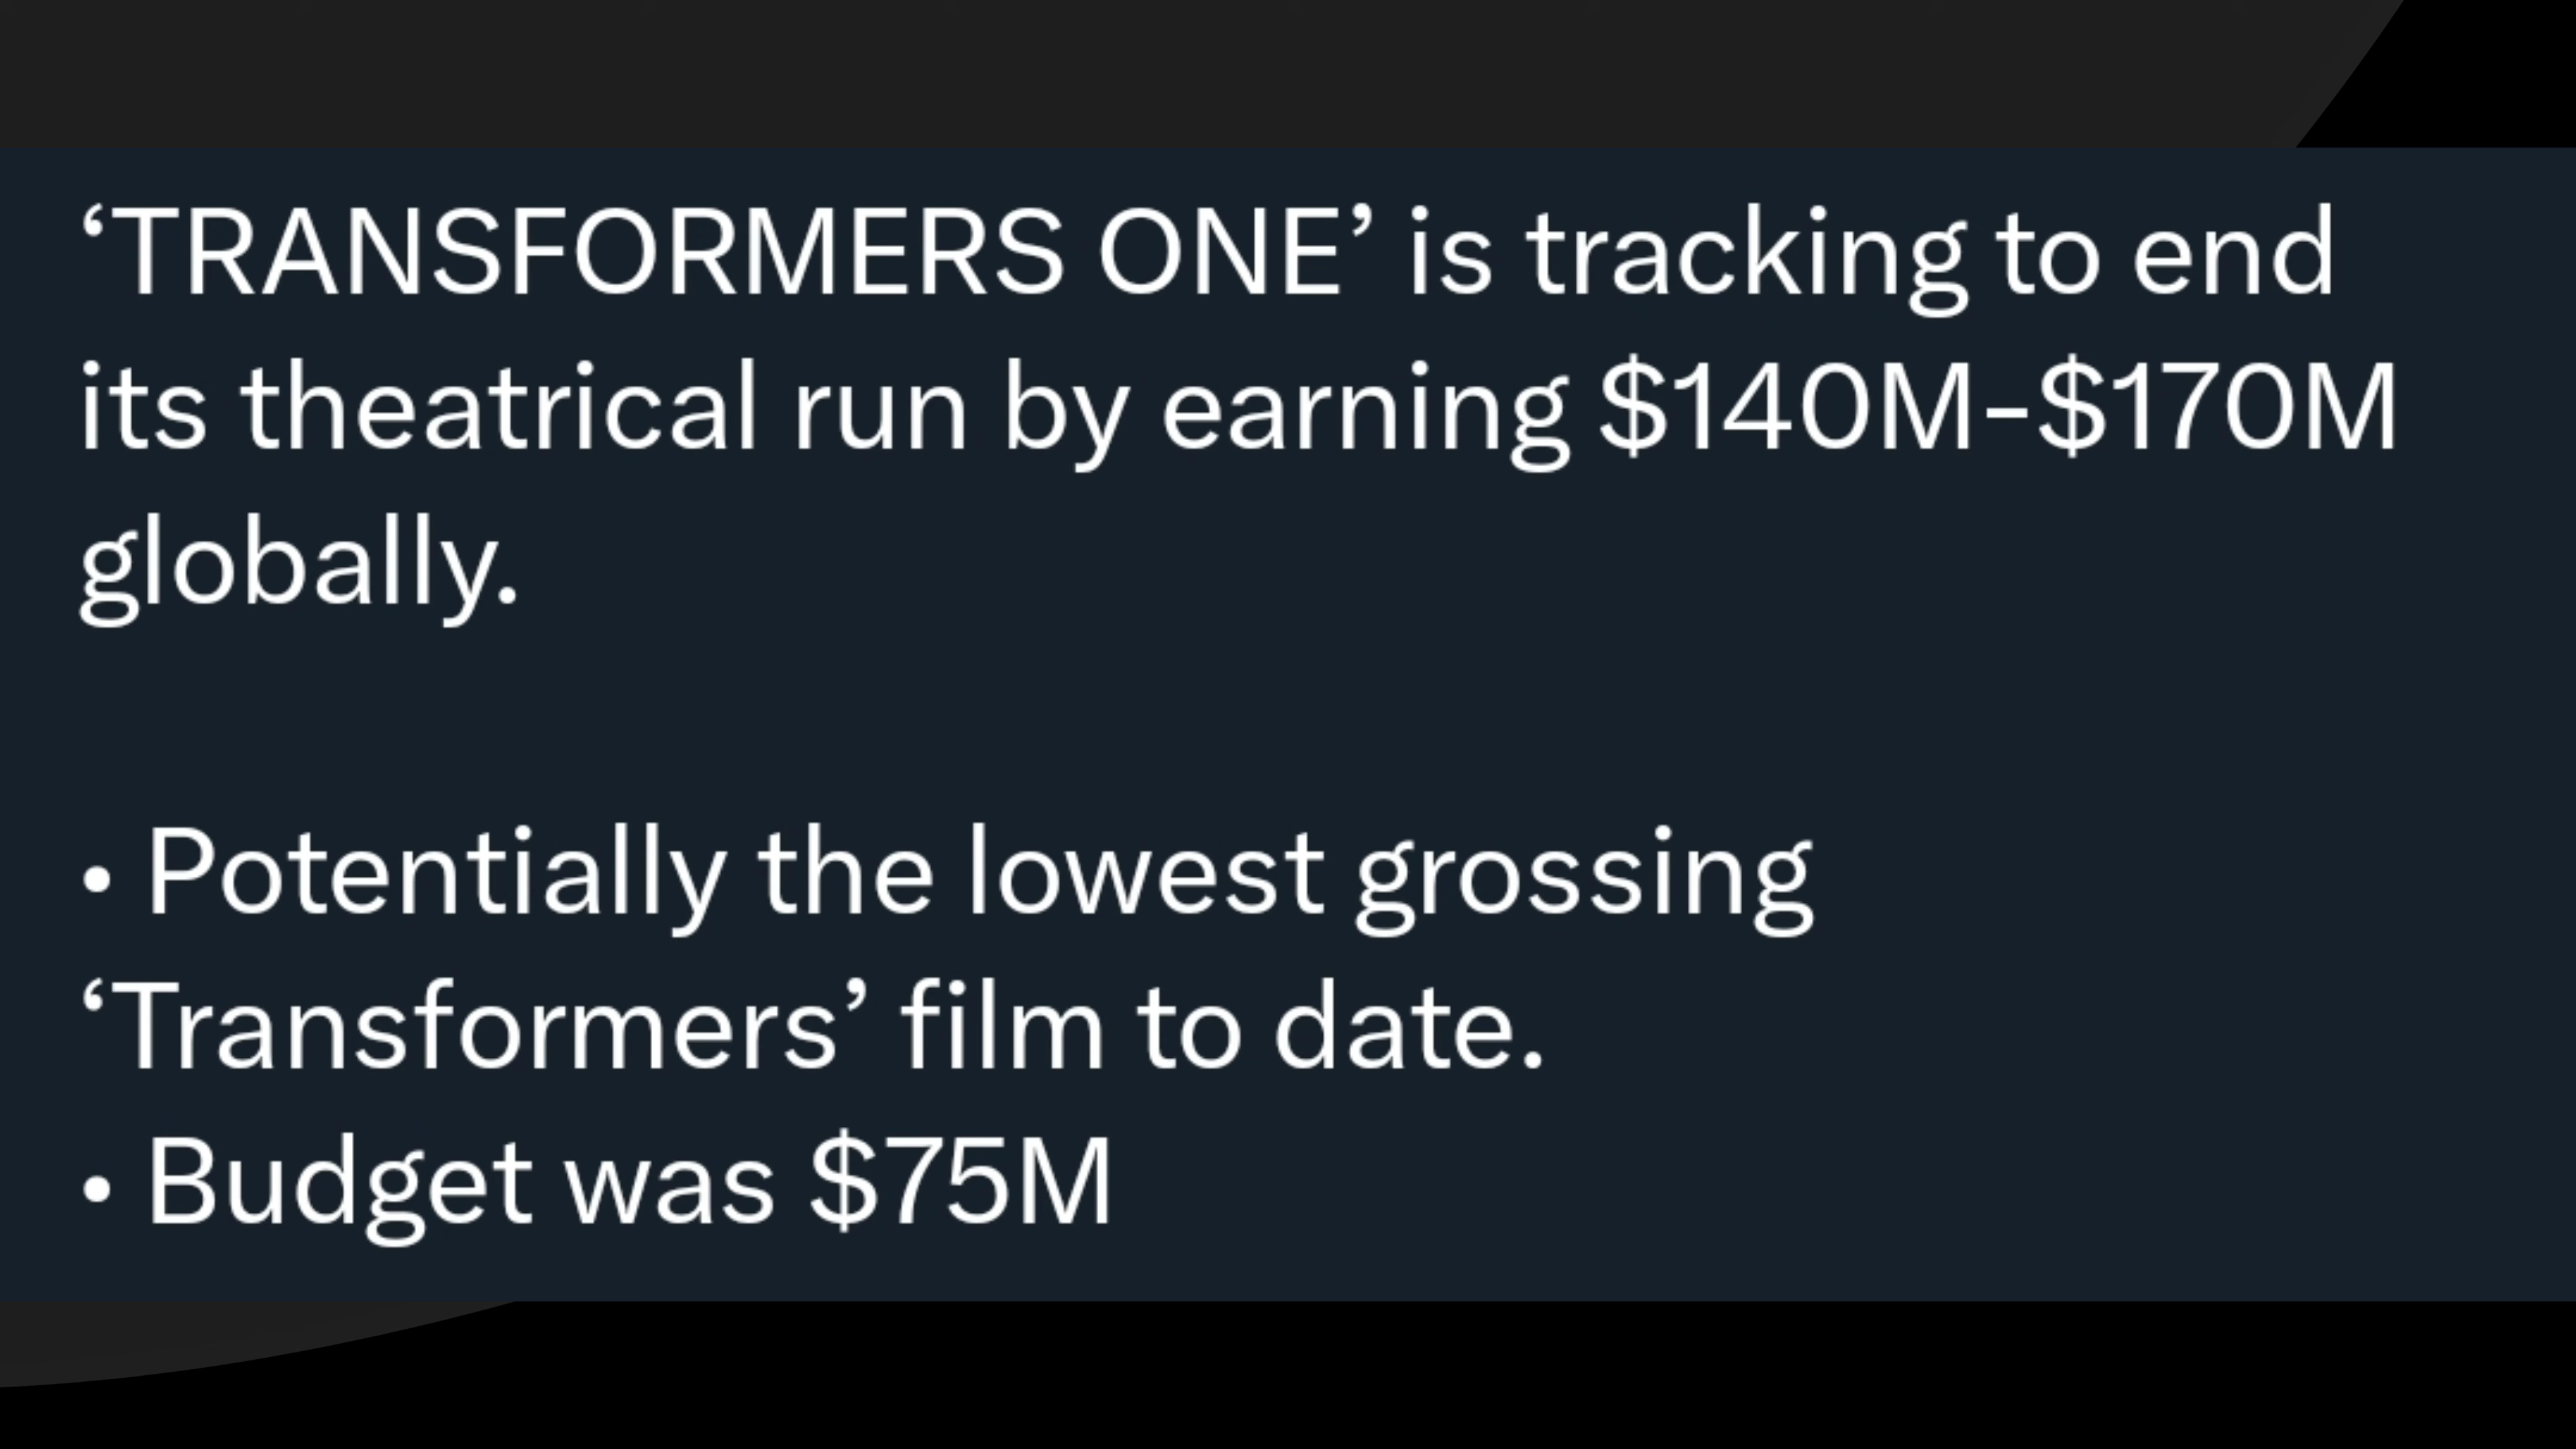 ‘TRANSFORMERS ONE’ is tracking to end
its theatrical run by earning $140M-$170M
globally.
• Potentially the lowest grossing
‘Transformers’ film to date.
• Budget was $75M